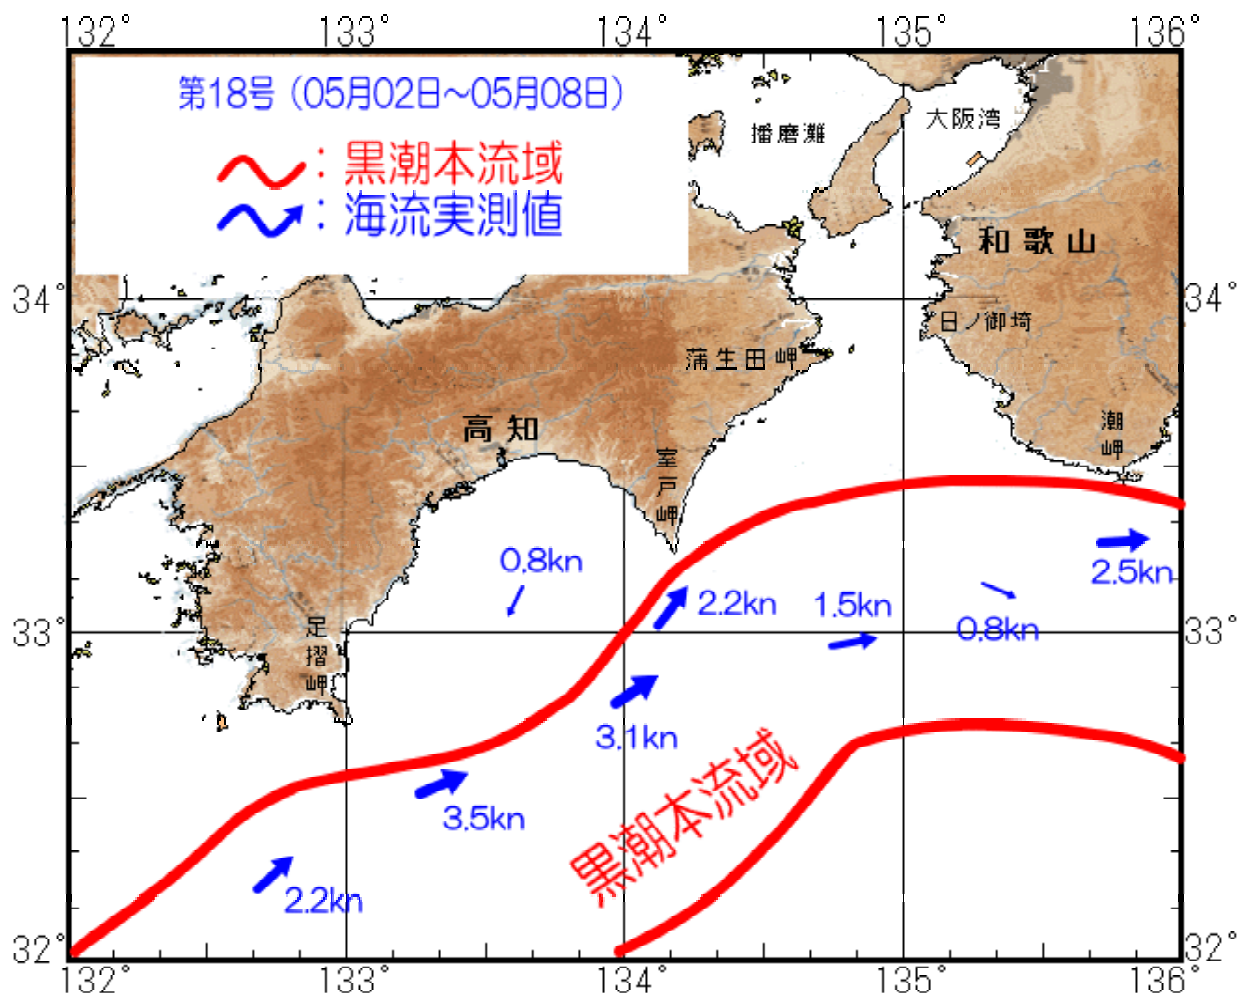 132° 133° 134° 135° 136°
第18号（05月02日～05月08日）
：黒潮本流域
：海流実測値
播磨灘
大阪湾
和歌山
34° 34°
日ノ御埼
蒲生田岬
高知
潮岬
室戸岬
0.8kn
2.5kn
2.2kn
1.5kn
0.8kn
33° 33°
足摺岬
3.1kn
黒潮本流域
3.5kn
2.2kn
32° 32°
132° 133° 134° 135° 136°